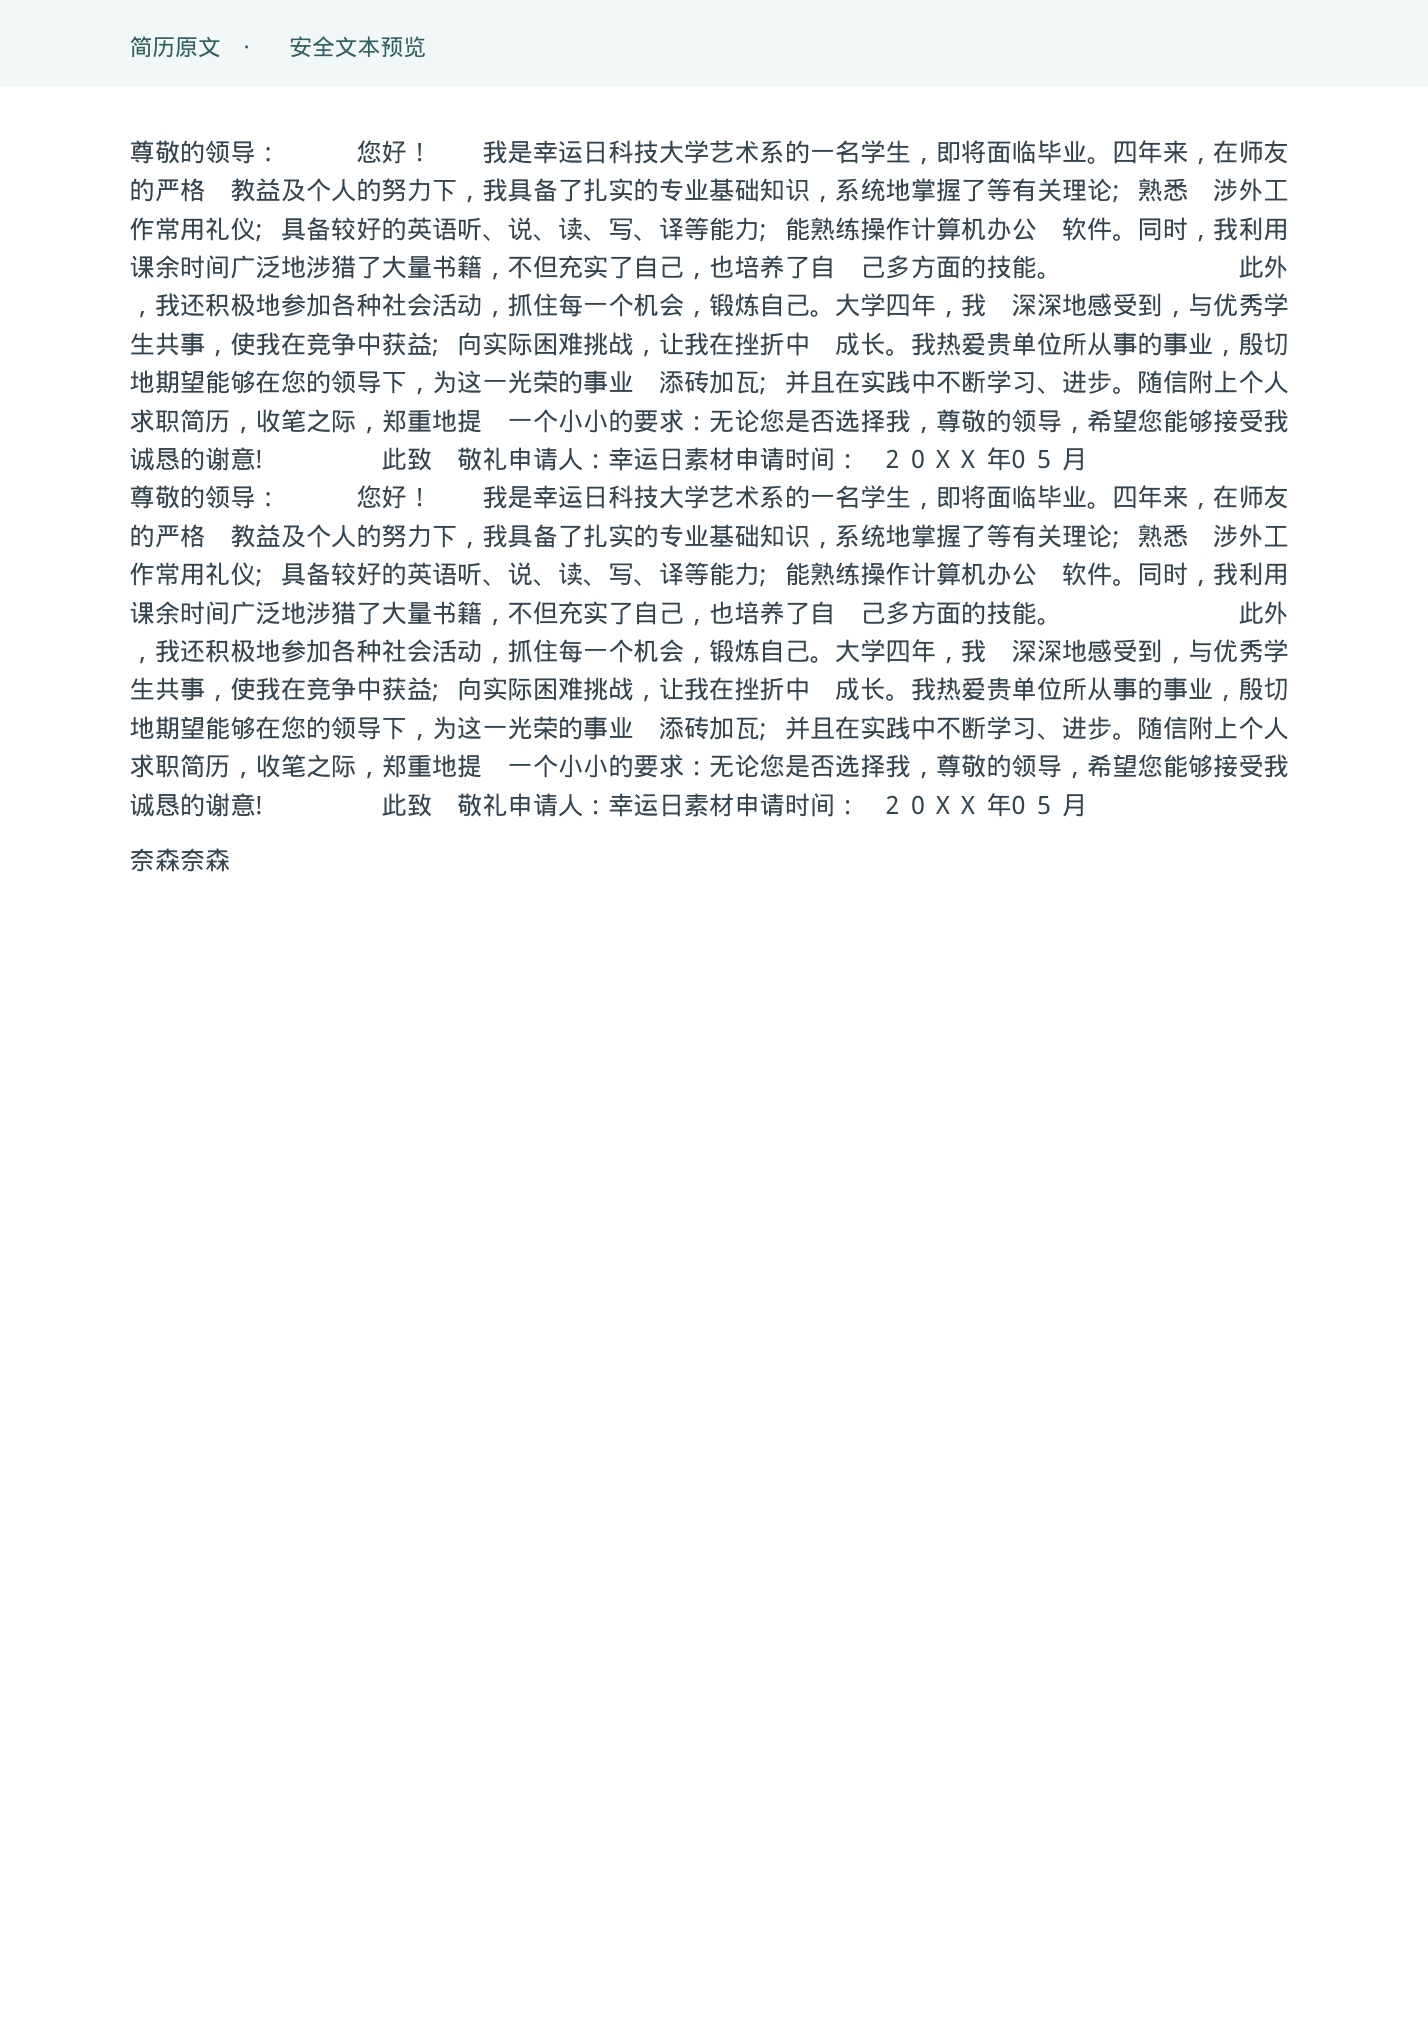 简历原文 · 安全文本预览
尊敬的领导： 您好！ 我是幸运日科技大学艺术系的一名学生，即将面临毕业。四年来，在师友
的严格 教益及个人的努力下，我具备了扎实的专业基础知识，系统地掌握了等有关理论; 熟悉 涉外工
作常用礼仪; 具备较好的英语听、说、读、写、译等能力; 能熟练操作计算机办公 软件。同时，我利用
课余时间广泛地涉猎了大量书籍，不但充实了自己，也培养了自 己多方面的技能。 此外
，我还积极地参加各种社会活动，抓住每一个机会，锻炼自己。大学四年，我 深深地感受到，与优秀学
生共事，使我在竞争中获益; 向实际困难挑战，让我在挫折中 成长。我热爱贵单位所从事的事业，殷切
地期望能够在您的领导下，为这一光荣的事业 添砖加瓦; 并且在实践中不断学习、进步。随信附上个人
求职简历，收笔之际，郑重地提 一个小小的要求：无论您是否选择我，尊敬的领导，希望您能够接受我
诚恳的谢意! 此致 敬礼申请人：幸运日素材申请时间： 20XX年05月
尊敬的领导： 您好！ 我是幸运日科技大学艺术系的一名学生，即将面临毕业。四年来，在师友
的严格 教益及个人的努力下，我具备了扎实的专业基础知识，系统地掌握了等有关理论; 熟悉 涉外工
作常用礼仪; 具备较好的英语听、说、读、写、译等能力; 能熟练操作计算机办公 软件。同时，我利用
课余时间广泛地涉猎了大量书籍，不但充实了自己，也培养了自 己多方面的技能。 此外
，我还积极地参加各种社会活动，抓住每一个机会，锻炼自己。大学四年，我 深深地感受到，与优秀学
生共事，使我在竞争中获益; 向实际困难挑战，让我在挫折中 成长。我热爱贵单位所从事的事业，殷切
地期望能够在您的领导下，为这一光荣的事业 添砖加瓦; 并且在实践中不断学习、进步。随信附上个人
求职简历，收笔之际，郑重地提 一个小小的要求：无论您是否选择我，尊敬的领导，希望您能够接受我
诚恳的谢意! 此致 敬礼申请人：幸运日素材申请时间： 20XX年05月
奈森奈森